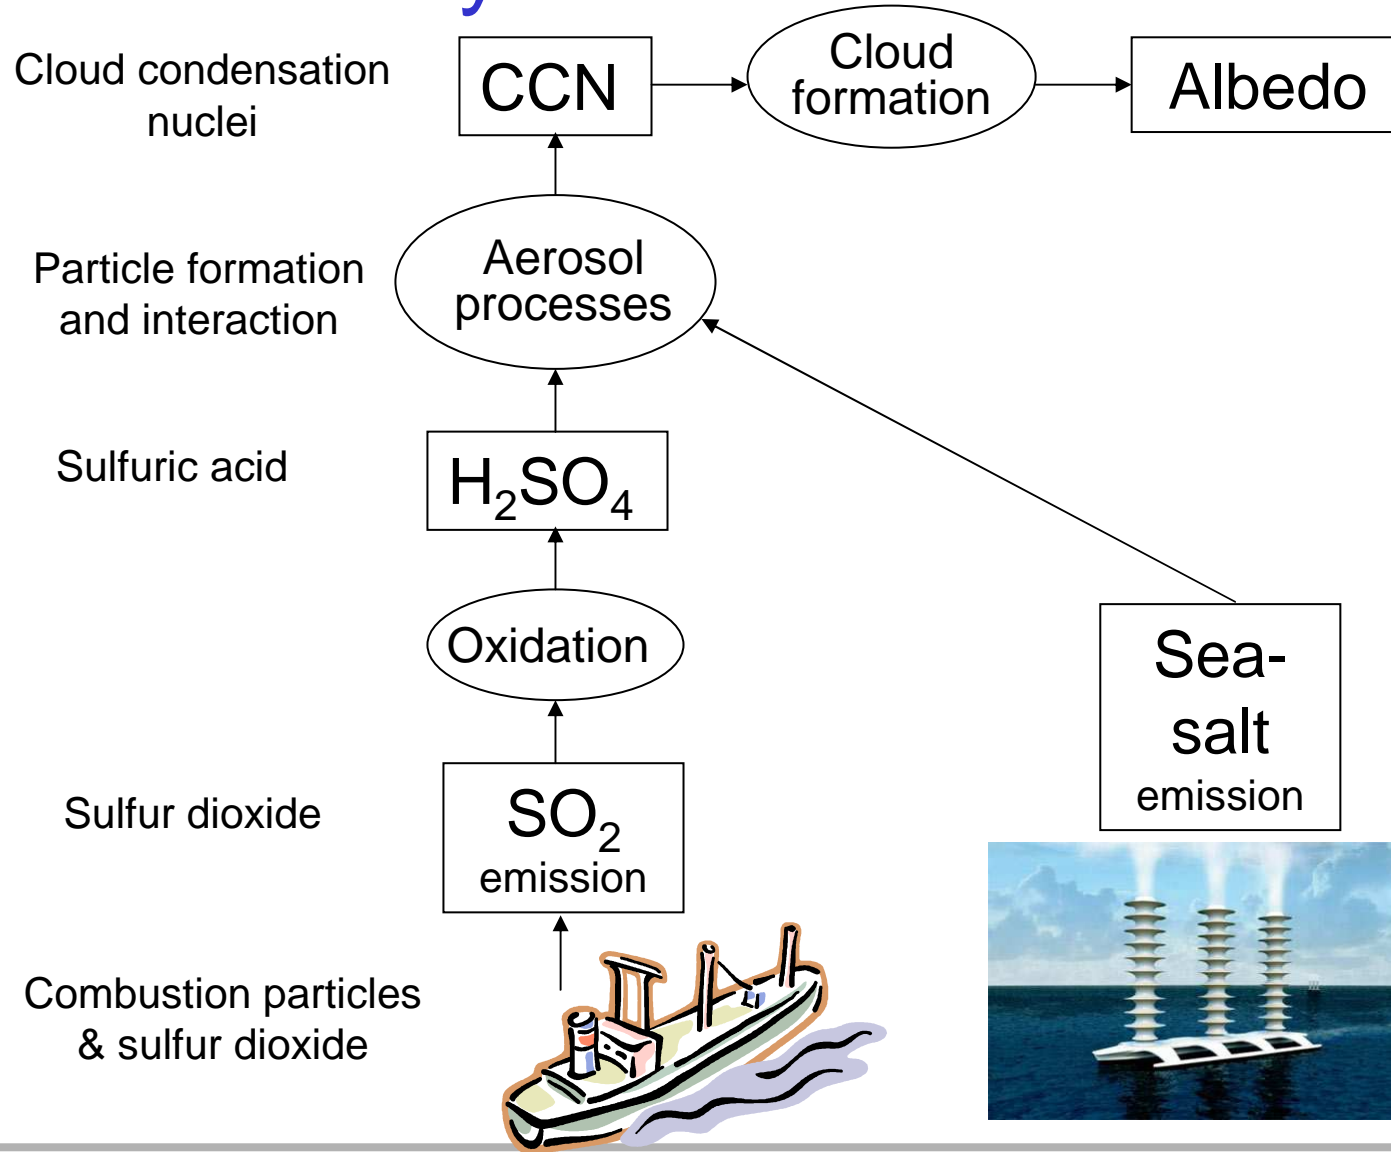 Cloud condensation
nuclei
CCN
Cloud
formation
Albedo
Particle formation
and interaction
Aerosol
processes
Sulfuric acid
H₂SO₄
Oxidation
Sea-
salt
emission
Sulfur dioxide
SO₂
emission
Combustion particles
& sulfur dioxide